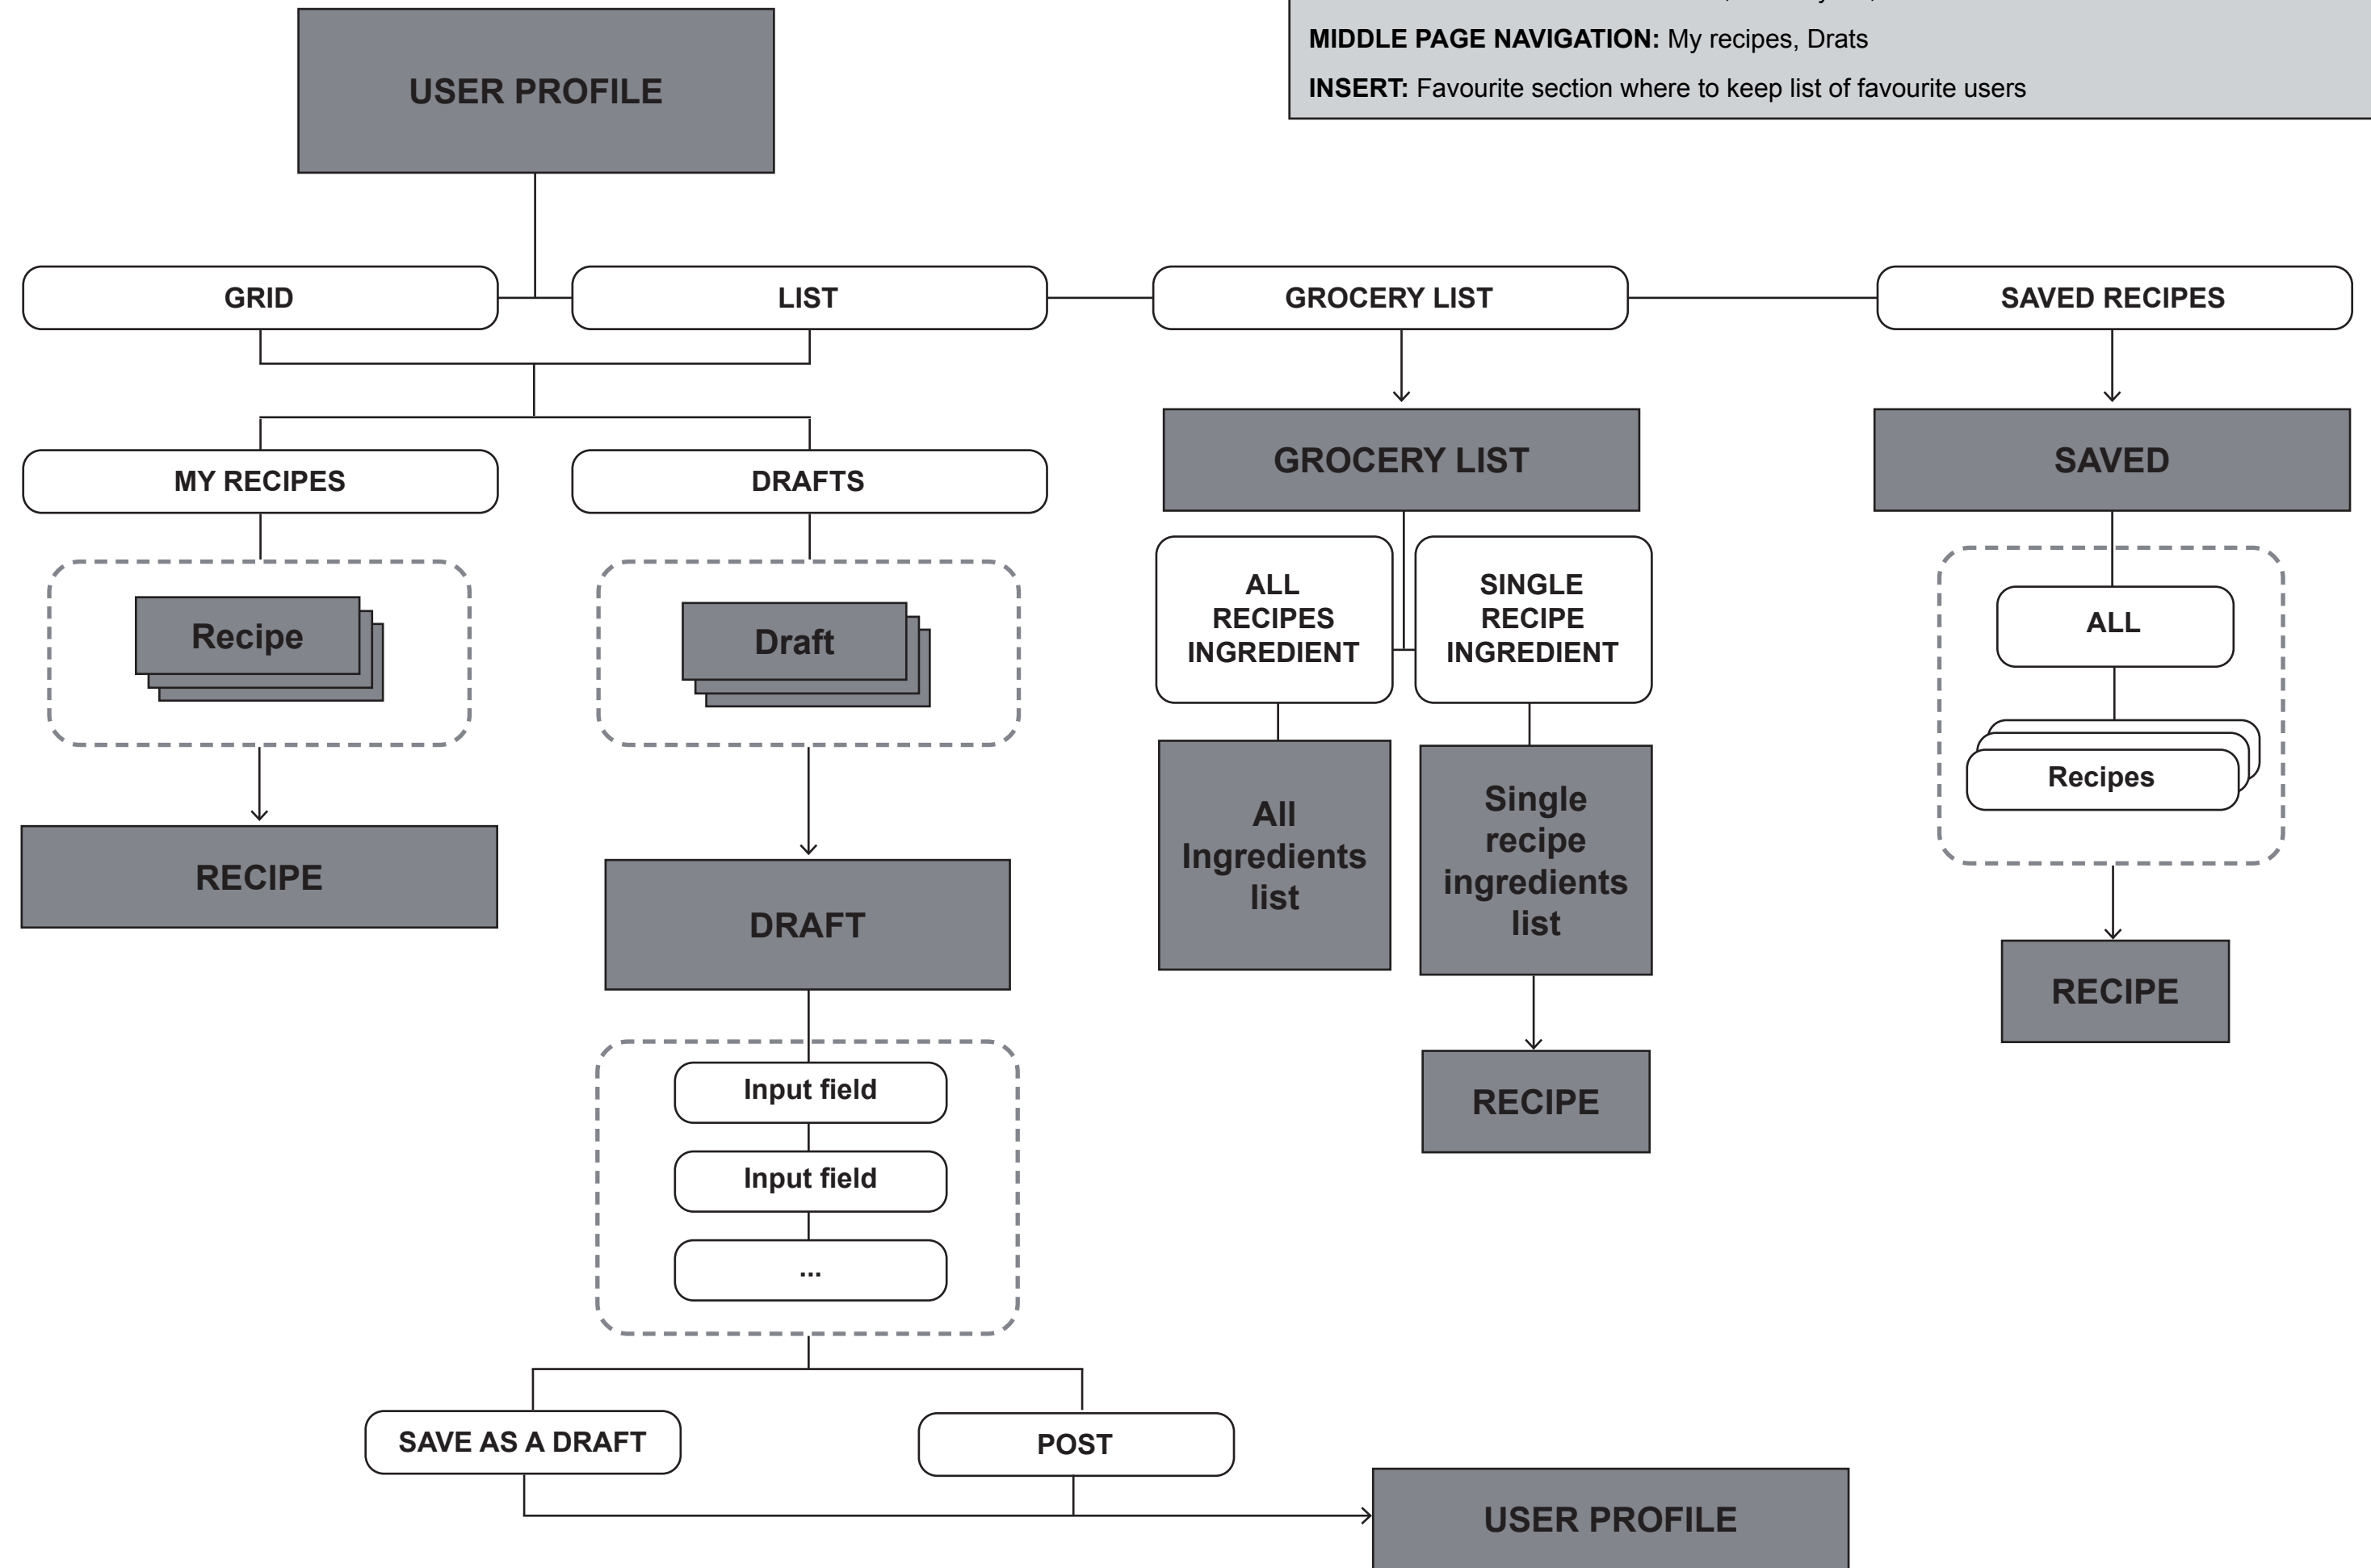 MIDDLE PAGE NAVIGATION: My recipes, Drats
INSERT: Favourite section where to keep list of favourite users
USER PROFILE
GRID
LIST
GROCERY LIST
SAVED RECIPES
GROCERY LIST
SAVED
MY RECIPES
DRAFTS
ALL
RECIPES
INGREDIENT
SINGLE
RECIPE
INGREDIENT
ALL
Recipe
Draft
Recipes
All
Ingredients
list
Single
recipe
ingredients
list
RECIPE
DRAFT
RECIPE
RECIPE
Input field
Input field
...
SAVE AS A DRAFT
POST
USER PROFILE